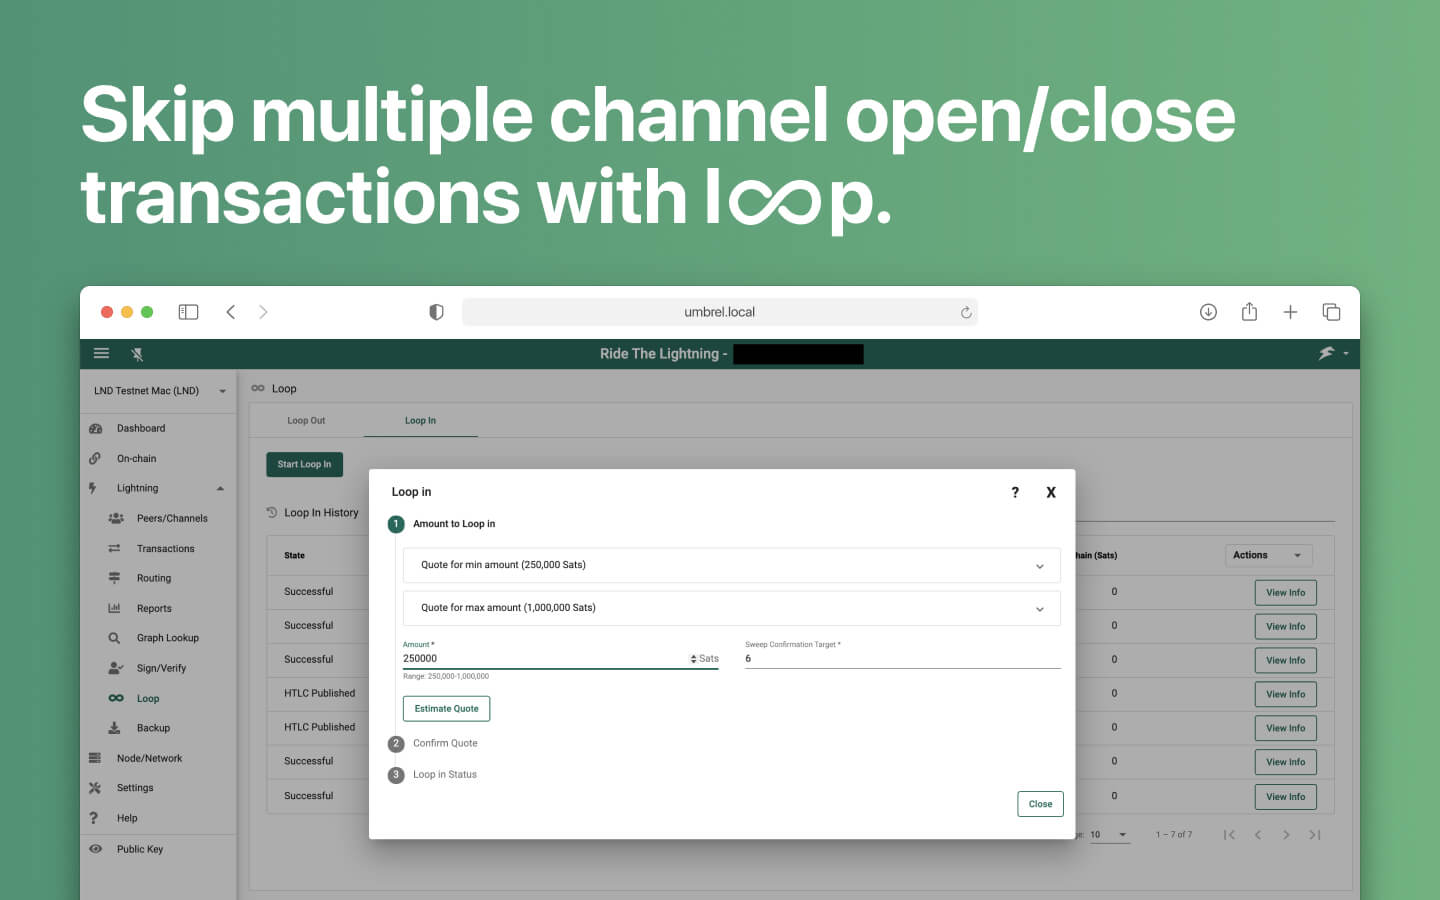 Skip multiple channel open/close
transactions with l∞p.
umbrel.local
Ride The Lightning -
LND Testnet Mac (LND)
Dashboard
On-chain
Lightning
Peers/Channels
Transactions
Routing
Reports
Graph Lookup
Sign/Verify
Loop
Backup
Node/Network
Settings
Help
Public Key
Loop
Loop Out Loop In
Start Loop In
Loop In History
State
Successful
Successful
Successful
HTLC Published
HTLC Published
Successful
Successful
Loop in
? X
1 Amount to Loop in
Quote for min amount (250,000 Sats)
Quote for max amount (1,000,000 Sats)
Amount *
250000 Sats
Range: 250,000-1,000,000
Sweep Confirmation Target *
6
Estimate Quote
2 Confirm Quote
3 Loop in Status
Close
(Sats) Actions
0 View Info
0 View Info
0 View Info
0 View Info
0 View Info
0 View Info
0 View Info
10 1 – 7 of 7